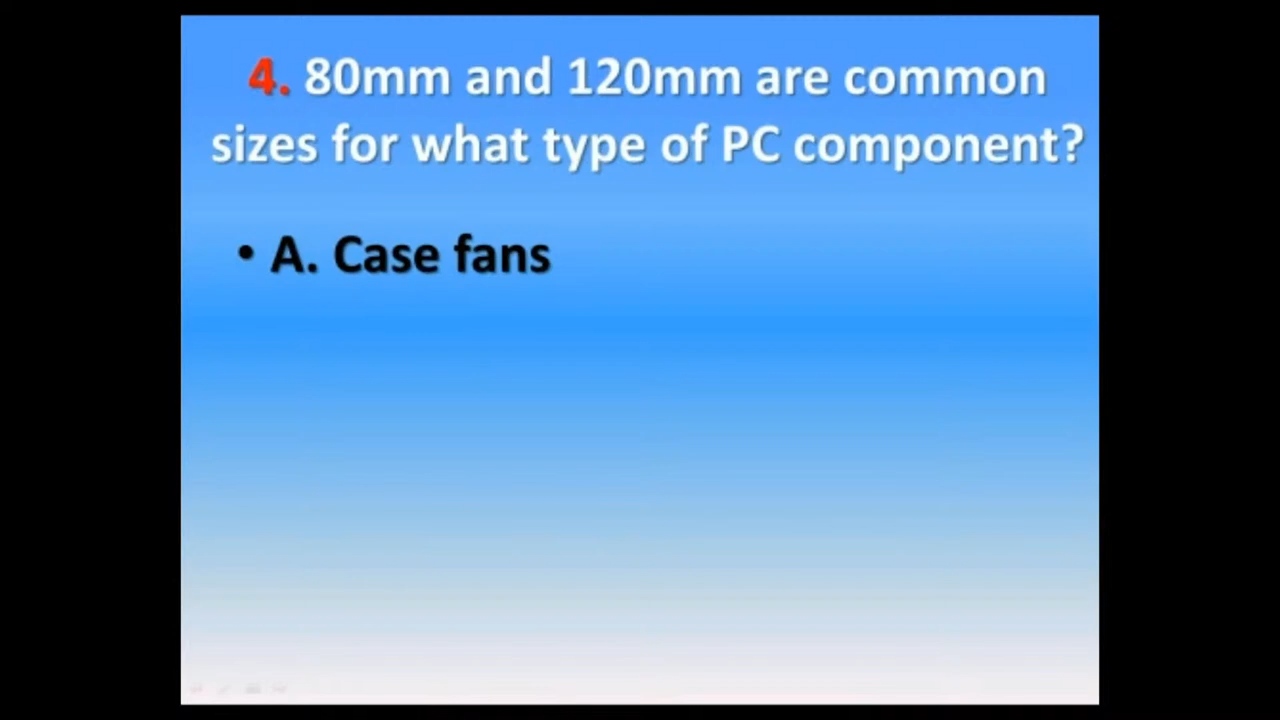 4. 80mm and 120mm are common
sizes for what type of PC component?
• A. Case fans